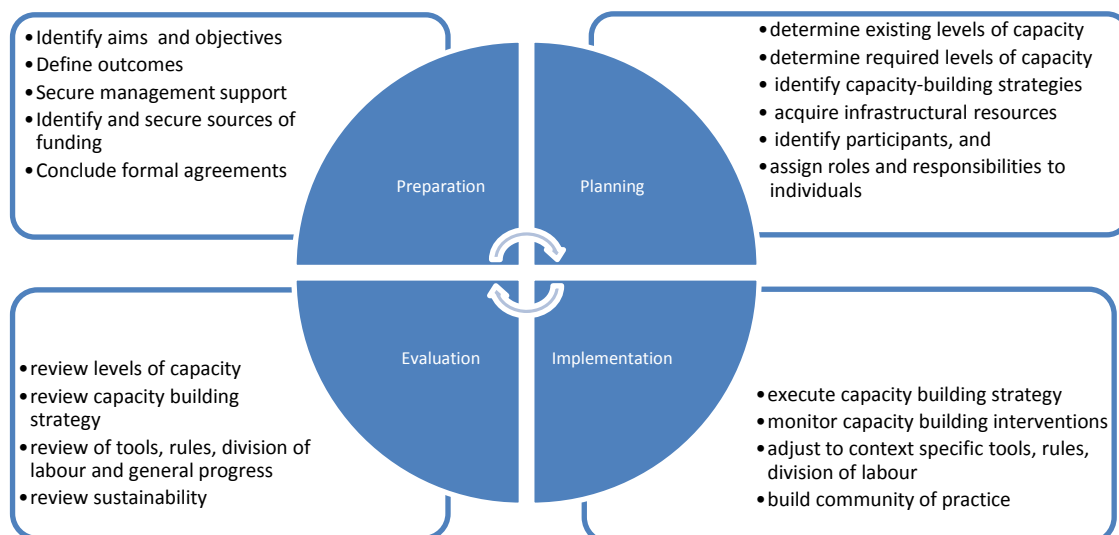 •Identify aims and objectives
•Define outcomes
•Secure management support
•Identify and secure sources of
funding
•Conclude formal agreements
Preparation
•determine existing levels of capacity
•determine required levels of capacity
• identify capacity-building strategies
• acquire infrastructural resources
• identify participants, and
•assign roles and responsibilities to
individuals
Planning
•review levels of capacity
•review capacity building
strategy
•review of tools, rules, division of
labour and general progress
•review sustainability
Evaluation
Implementation
•execute capacity building strategy
•monitor capacity building interventions
•adjust to context specific tools, rules,
division of labour
•build community of practice